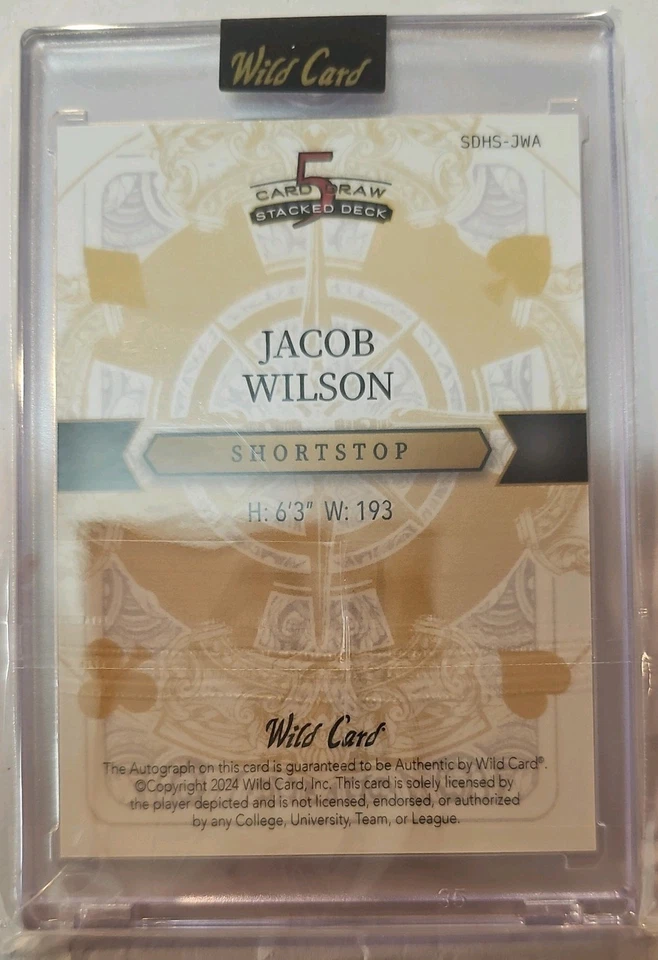 Wild Card
SDHS-JWA
5
CARD DRAW
STACKED DECK
JACOB
WILSON
SHORTSTOP
H: 6'3" W: 193
Wild Card
The Autograph on this card is guaranteed to be Authentic by Wild Card®.
©Copyright 2024 Wild Card, Inc. This card is solely licensed by
the player depicted and is not licensed, endorsed, or authorized
by any College, University, Team, or League.